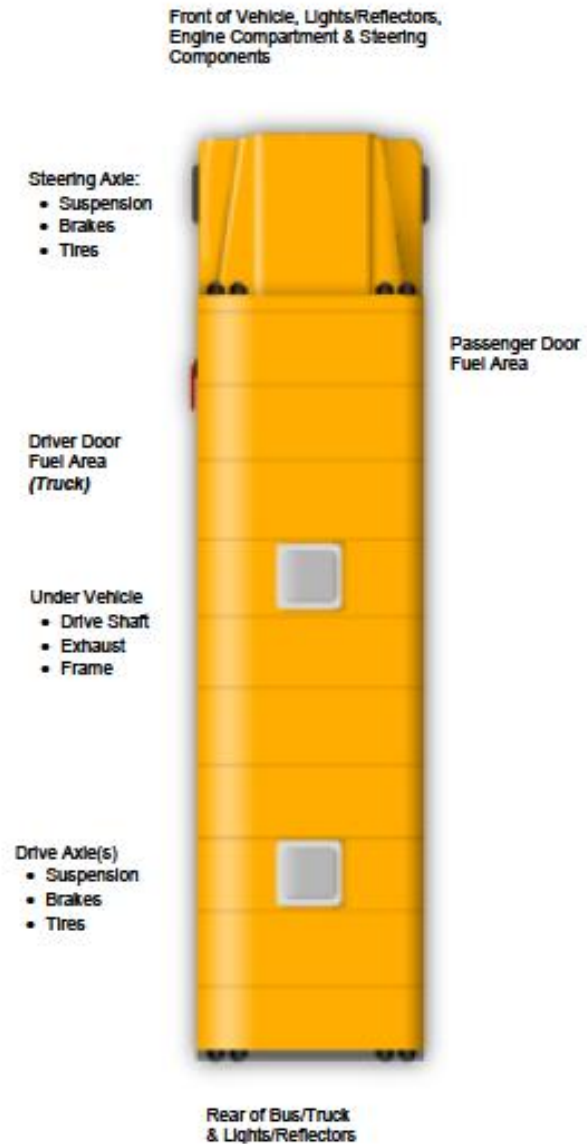 Front of Vehicle, Lights/Reflectors,
Engine Compartment & Steering
Components
Steering Axle:
• Suspension
• Brakes
• Tires
Passenger Door
Fuel Area
Driver Door
Fuel Area
(Truck)
Under Vehicle
• Drive Shaft
• Exhaust
• Frame
Drive Axle(s)
• Suspension
• Brakes
• Tires
Rear of Bus/Truck
& Lights/Reflectors